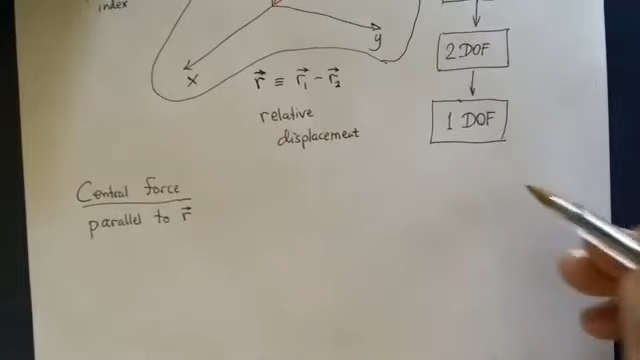 index
x
y
r⃗ ≡ r⃗₁ - r⃗₂
relative
displacement
2 DOF
1 DOF
Central force
parallel to r⃗